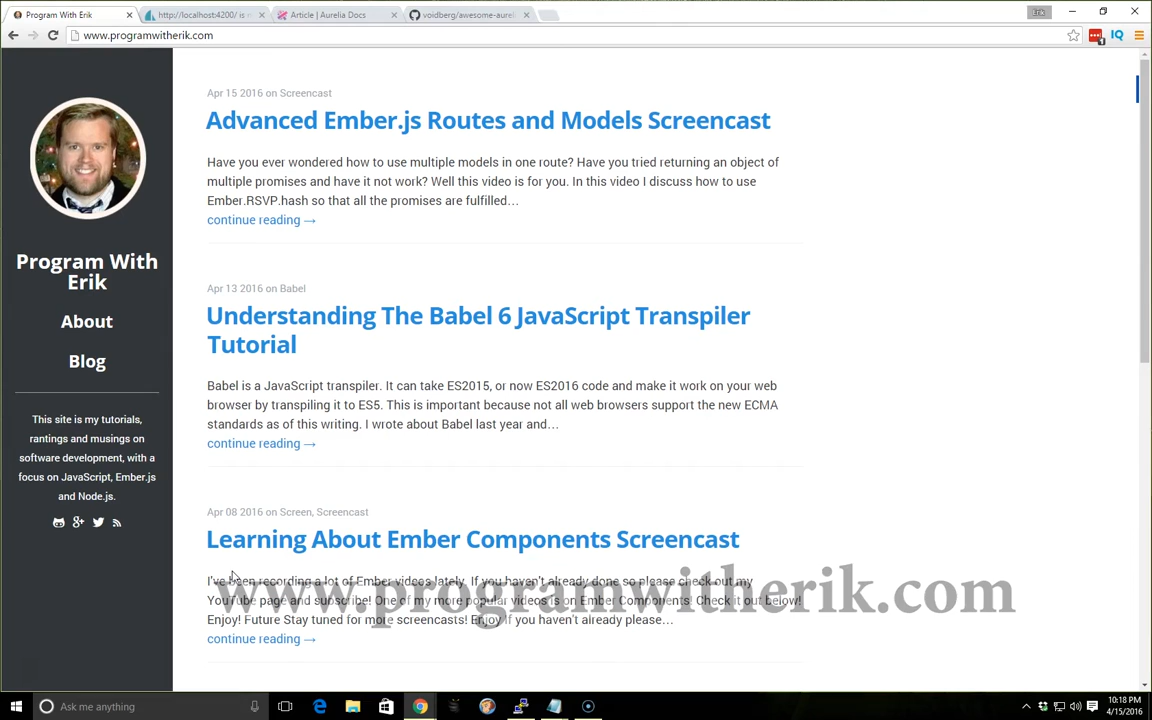 Program With Erik
http://localhost:4200/ is n
Article | Aurelia Docs
voidberg/awesome-aureli
Erik
www.programwitherik.com
IQ
1
Program With
Erik
About
Blog
This site is my tutorials,
rantings and musings on
software development, with a
focus on JavaScript, Ember.js
and Node.js.
Apr 15 2016 on Screencast
Advanced Ember.js Routes and Models Screencast
Have you ever wondered how to use multiple models in one route? Have you tried returning an object of
multiple promises and have it not work? Well this video is for you. In this video I discuss how to use
Ember.RSVP.hash so that all the promises are fulfilled…
continue reading →
Apr 13 2016 on Babel
Understanding The Babel 6 JavaScript Transpiler
Tutorial
Babel is a JavaScript transpiler. It can take ES2015, or now ES2016 code and make it work on your web
browser by transpiling it to ES5. This is important because not all web browsers support the new ECMA
standards as of this writing. I wrote about Babel last year and…
continue reading →
Apr 08 2016 on Screen, Screencast
Learning About Ember Components Screencast
I've been recording a lot of Ember videos lately. If you haven't already done so please check out my
YouTube page and subscribe! One of my more popular videos is on Ember Components! Check it out below!
Enjoy! Future Stay tuned for more screencasts! Enjoy If you haven't already please…
continue reading →
www.programwitherik.com
Ask me anything
10:18 PM
4/15/2016